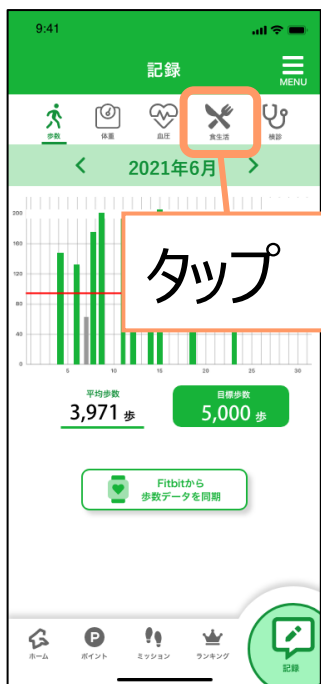 9:41
記録
MENU
歩数 体重 血圧 食生活 検診
< 2021年6月 >
タップ
200
160
120
80
40
0
5 10 15 20 25 30
平均歩数
3,971 歩
目標歩数
5,000 歩
Fitbitから
歩数データを同期
ホーム ポイント ミッション ランキング 記録